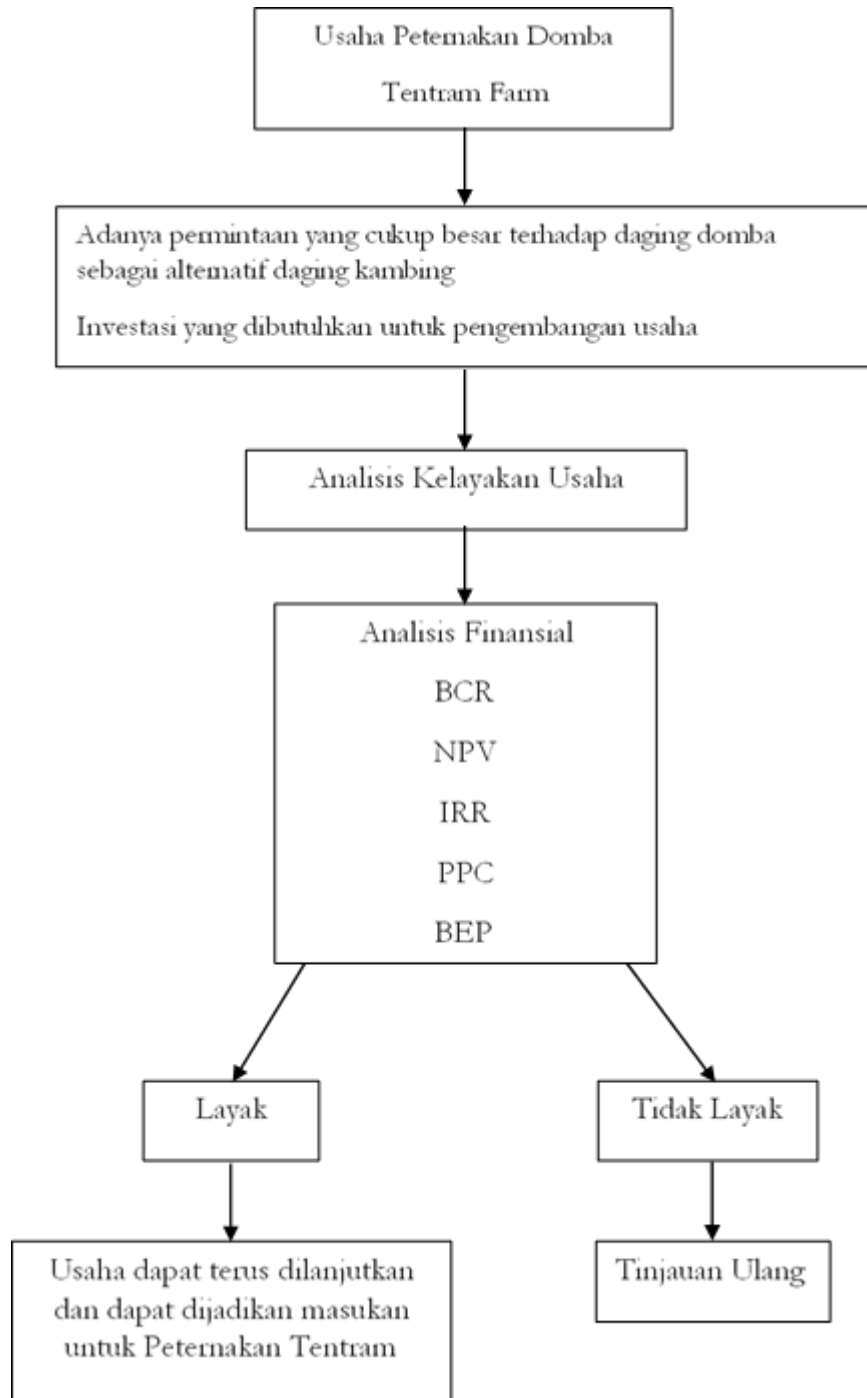 Usaha Peternakan Domba
Tentram Farm
Adanya permintaan yang cukup besar terhadap daging domba
sebagai alternatif daging kambing
Investasi yang dibutuhkan untuk pengembangan usaha
Analisis Kelayakan Usaha
Analisis Finansial
BCR
NPV
IRR
PPC
BEP
Layak
Tidak Layak
Usaha dapat terus dilanjutkan
dan dapat dijadikan masukan
untuk Peternakan Tentram
Tinjauan Ulang